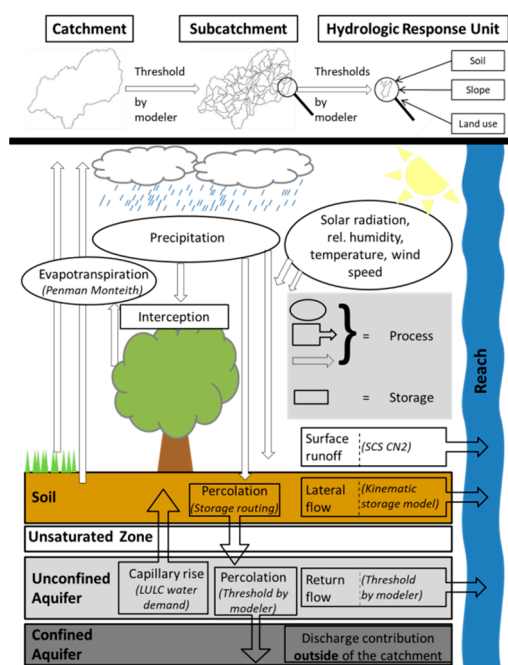 Catchment
Subcatchment
Hydrologic Response Unit
Threshold
by
modeler
Thresholds
by
modeler
Soil
Slope
Land use
Precipitation
Solar radiation,
rel. humidity,
temperature, wind
speed
Evapotranspiration
(Penman Monteith)
Interception
= Process
= Storage
Reach
Surface
runoff
(SCS CN2)
Soil
Percolation
(Storage routing)
Lateral
flow
(Kinematic
storage model)
Unsaturated Zone
Unconfined
Aquifer
Capillary rise
(LULC water
demand)
Percolation
(Threshold by
modeler)
Return
flow
(Threshold
by modeler)
Confined
Aquifer
Discharge contribution
outside of the catchment